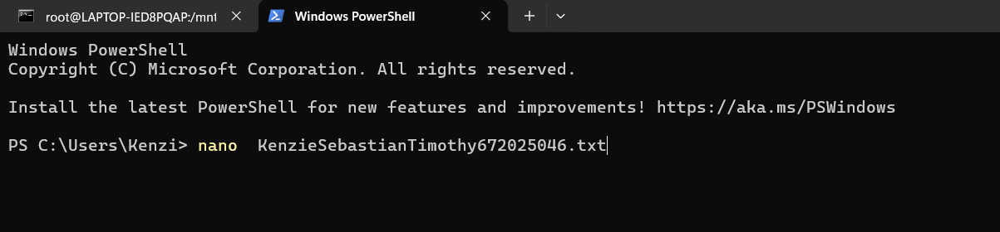 root@LAPTOP-IED8PQAP:/mnt
Windows PowerShell
Windows PowerShell
Copyright (C) Microsoft Corporation. All rights reserved.
Install the latest PowerShell for new features and improvements! https://aka.ms/PSWindows
PS C:\Users\Kenzi> nano  KenzieSebastianTimothy672025046.txt